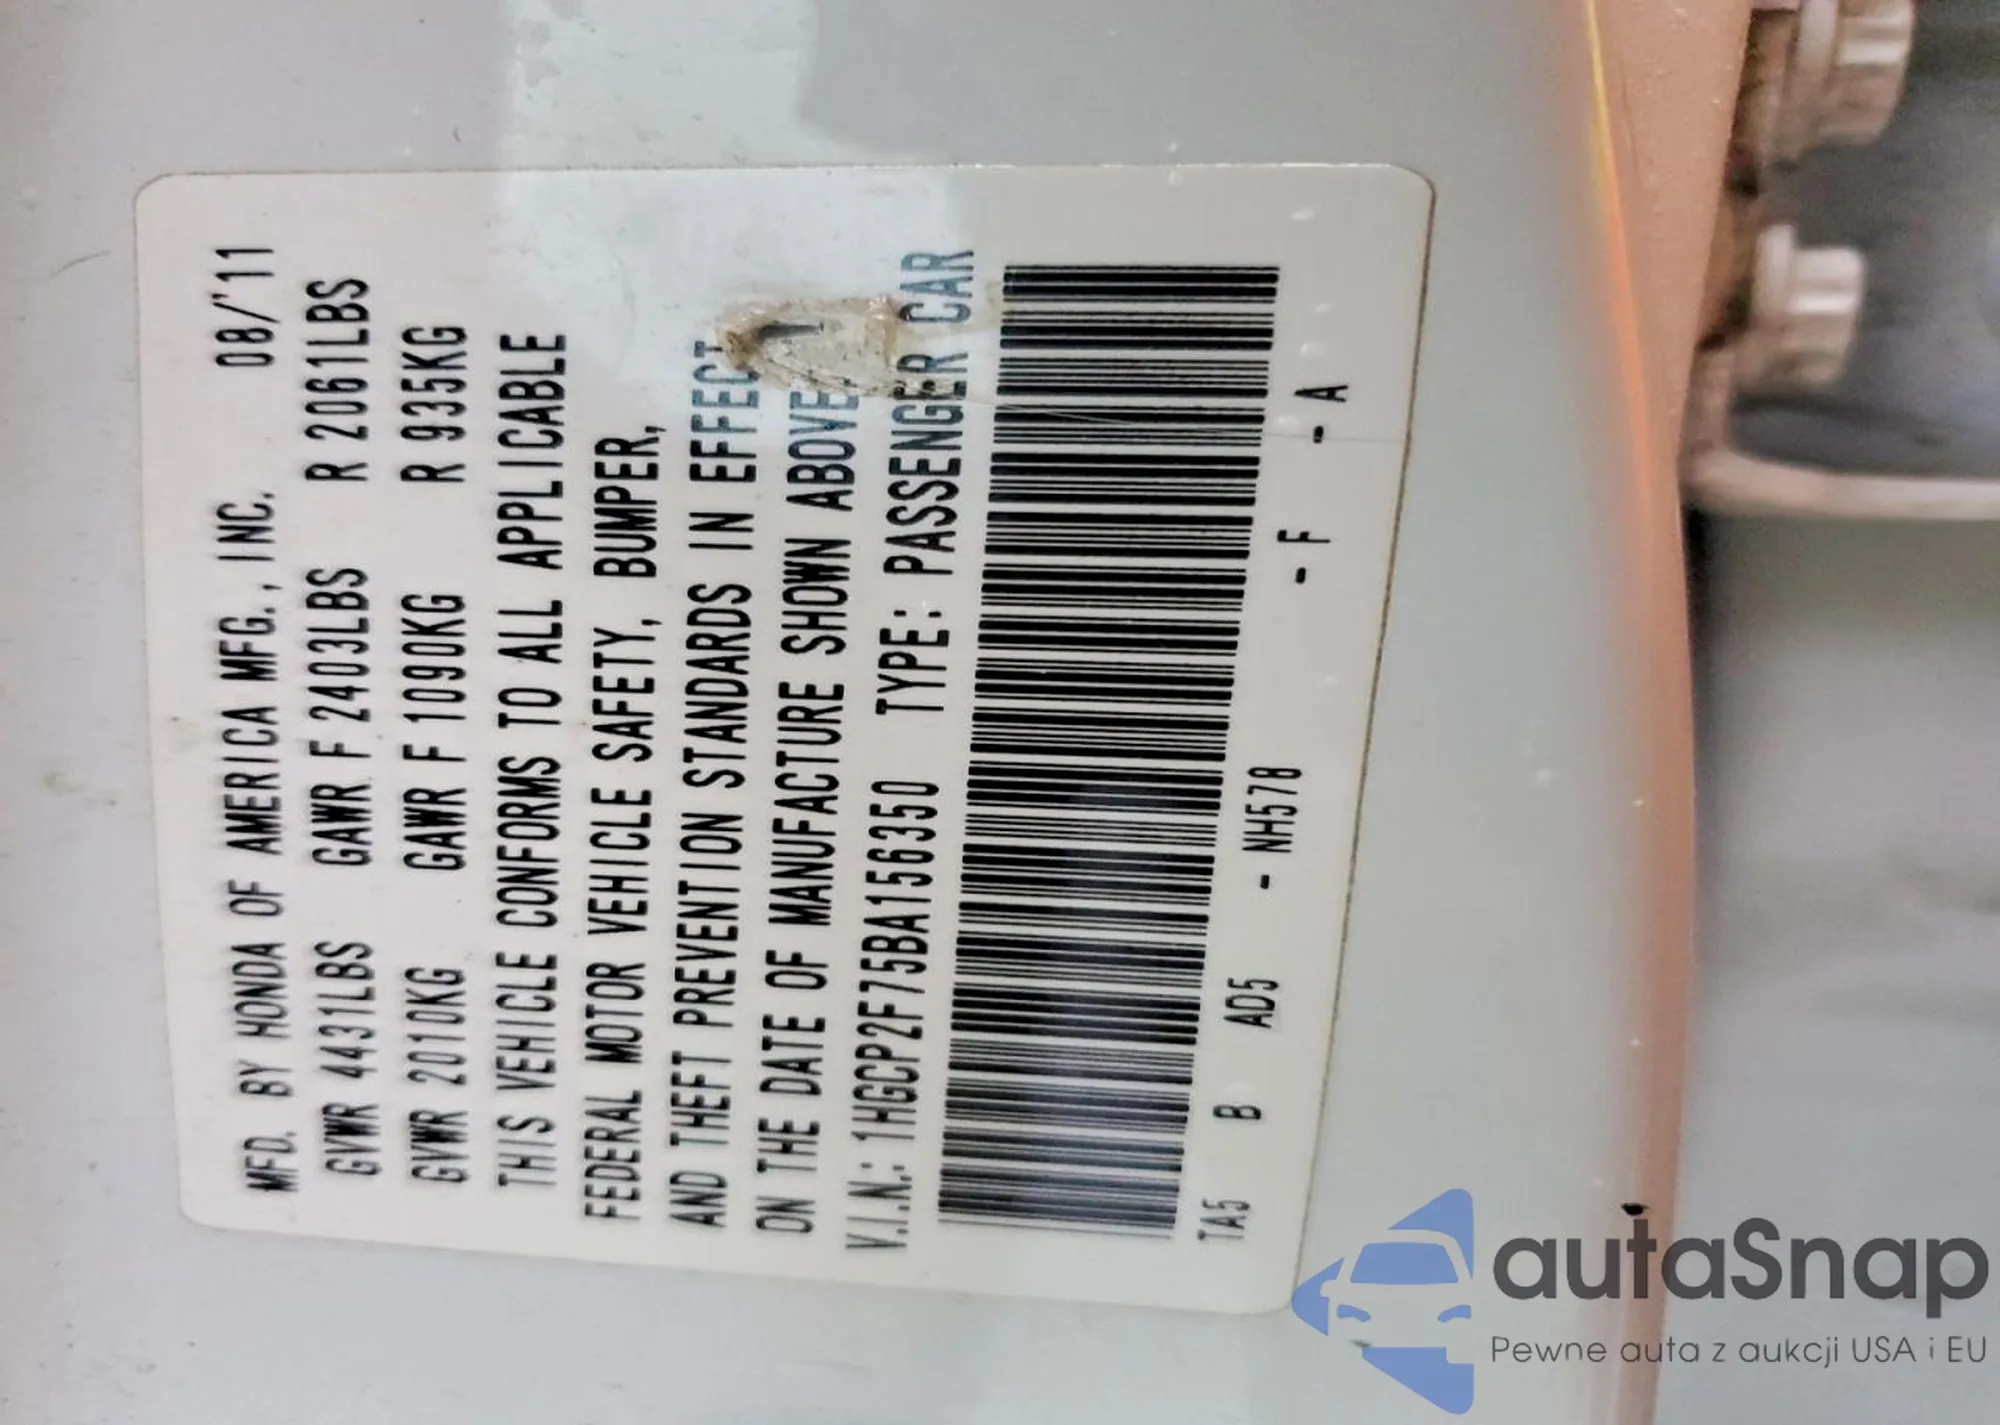 MFD. BY HONDA OF AMERICA MFG., INC. 08/'11
GVWR 4431LBS GAWR F 2403LBS R 2061LBS
GVWR 2010KG GAWR F 1090KG R 935KG
THIS VEHICLE CONFORMS TO ALL APPLICABLE
FEDERAL MOTOR VEHICLE SAFETY, BUMPER,
AND THEFT PREVENTION STANDARDS IN EFFECT
ON THE DATE OF MANUFACTURE SHOWN ABOVE
V.I.N.: 1HGCP2F75BA156350 TYPE: PASSENGER CAR
TA5 B AD5 - NH578 - F - A
autaSnap
Pewne auta z aukcji USA i EU